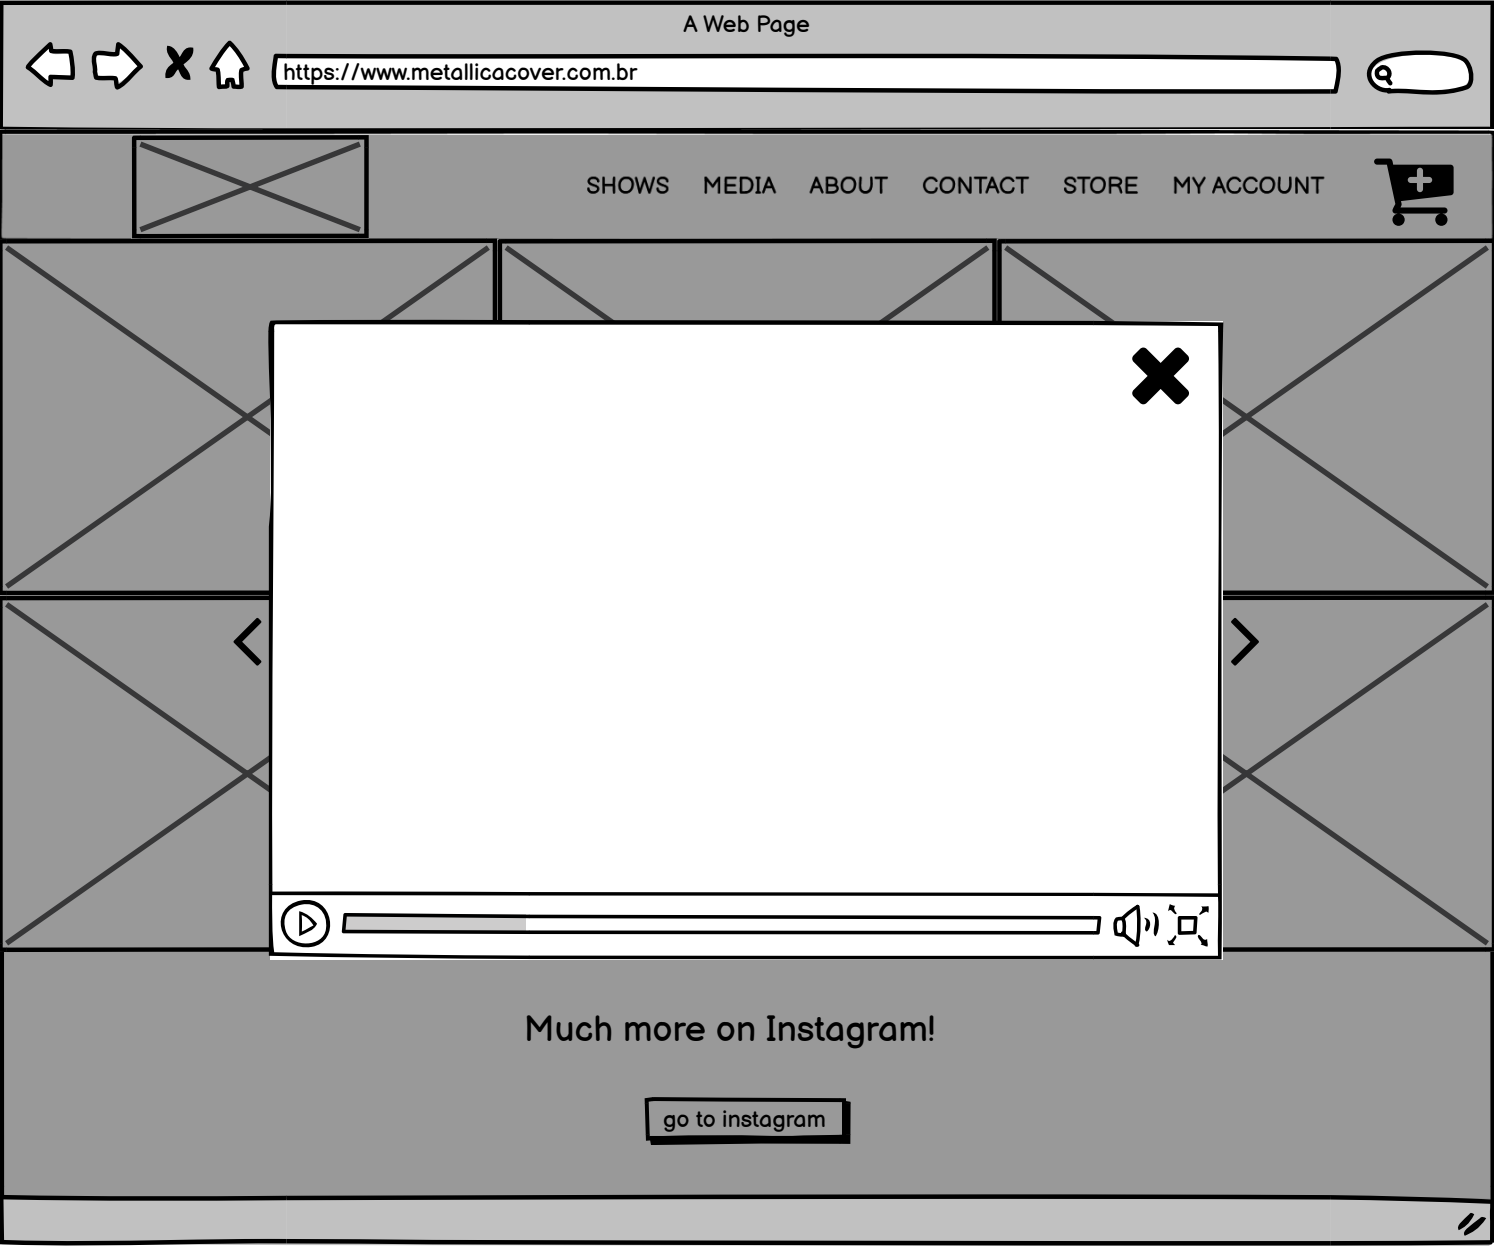 A Web Page
https://www.metallicacover.com.br
SHOWS MEDIA ABOUT CONTACT STORE MY ACCOUNT
Much more on Instagram!
go to instagram